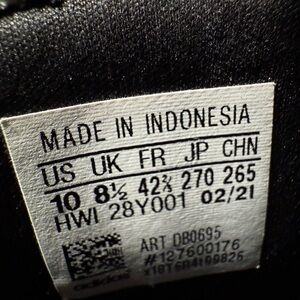 MADE IN INDONESIA
US UK FR JP CHN
10 8½ 42⅔ 270 265
HWI 28Y001 02/21
ART DB0695
#127600176
adidas